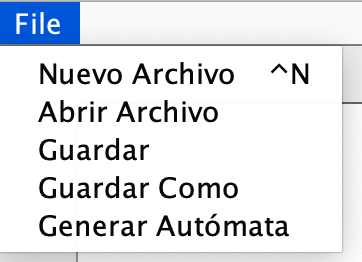 File
Nuevo Archivo ^N
Abrir Archivo
Guardar
Guardar Como
Generar Autómata